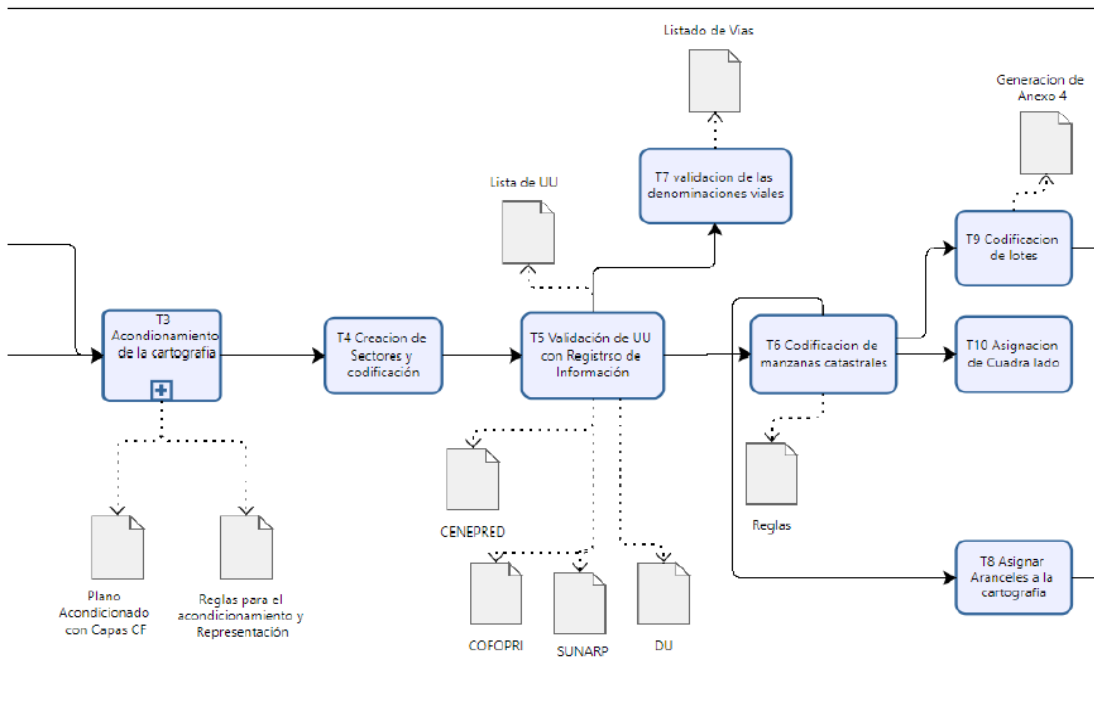 Listado de Vias
Generacion de
Anexo 4
T7 validacion de las
denominaciones viales
Lista de UU
T9 Codificacion
de lotes
T3
Acondionamiento
de la cartografia
T4 Creacion de
Sectores y
codificación
T5 Validación de UU
con Registrso de
Información
T6 Codificacion de
manzanas catastrales
T10 Asignacion
de Cuadra lado
CENEPRED
Reglas
T8 Asignar
Aranceles a la
cartografia
Plano
Acondicionado
con Capas CF
Reglas para el
acondicionamiento y
Representación
COFOPRI
SUNARP
DU